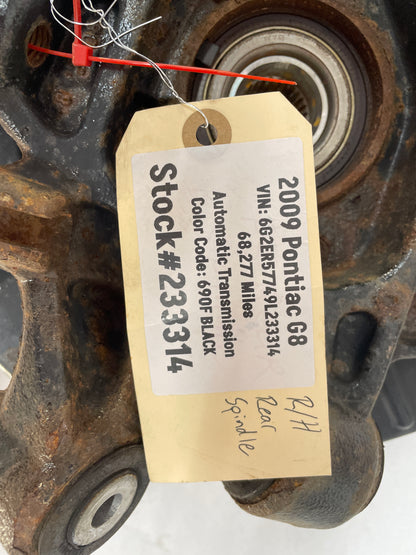 2009 Pontiac G8
VIN: 6G2ER57749L233314
68,277 Miles
Automatic Transmission
Color Code: 690F BLACK
Stock#233314
R/H
Rear
Spindle